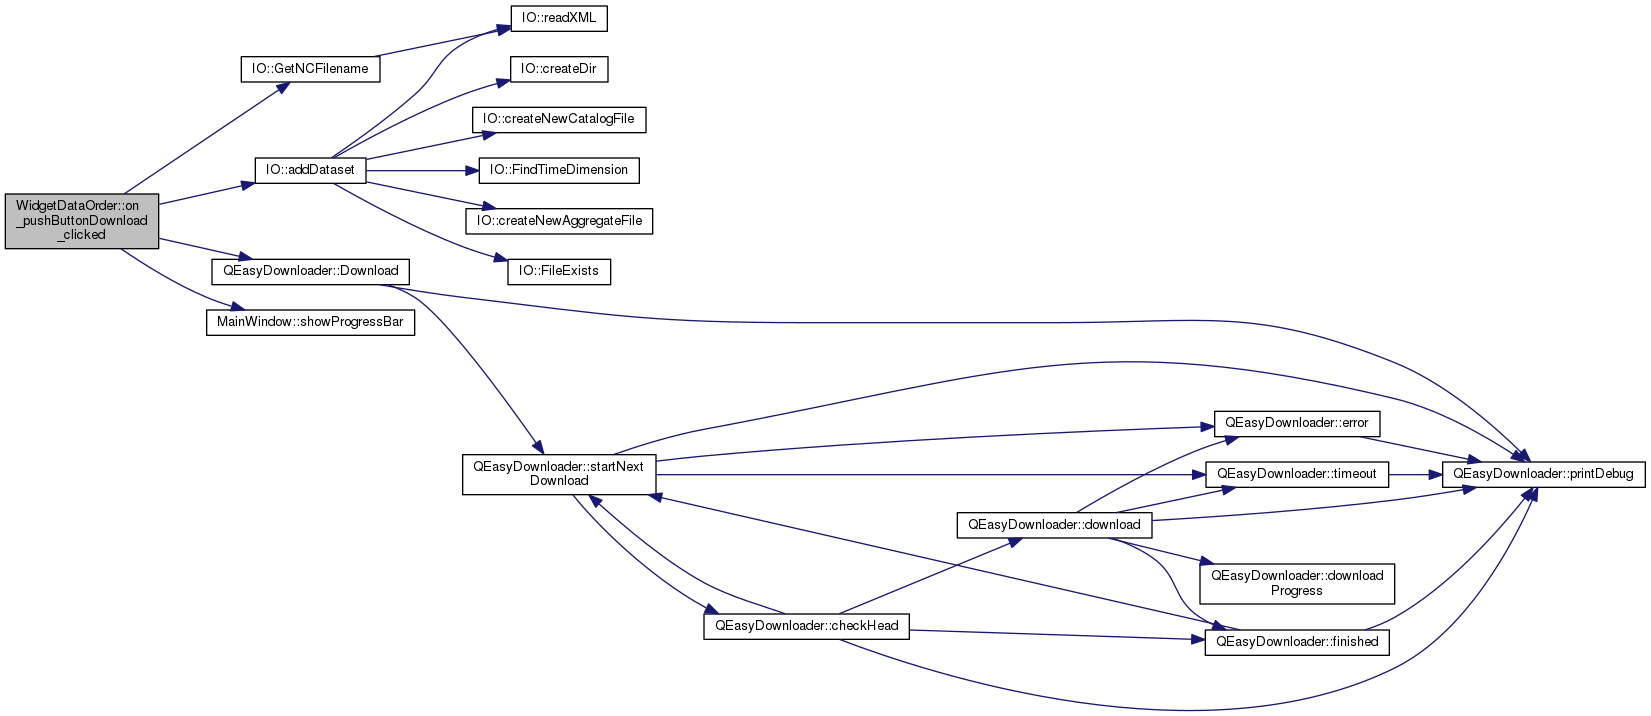 IO::readXML
IO::GetNCFilename
IO::createDir
IO::createNewCatalogFile
IO::addDataset
IO::FindTimeDimension
WidgetDataOrder::on
_pushButtonDownload
_clicked
IO::createNewAggregateFile
QEasyDownloader::Download
IO::FileExists
MainWindow::showProgressBar
QEasyDownloader::error
QEasyDownloader::startNext
Download
QEasyDownloader::timeout
QEasyDownloader::printDebug
QEasyDownloader::download
QEasyDownloader::download
Progress
QEasyDownloader::checkHead
QEasyDownloader::finished